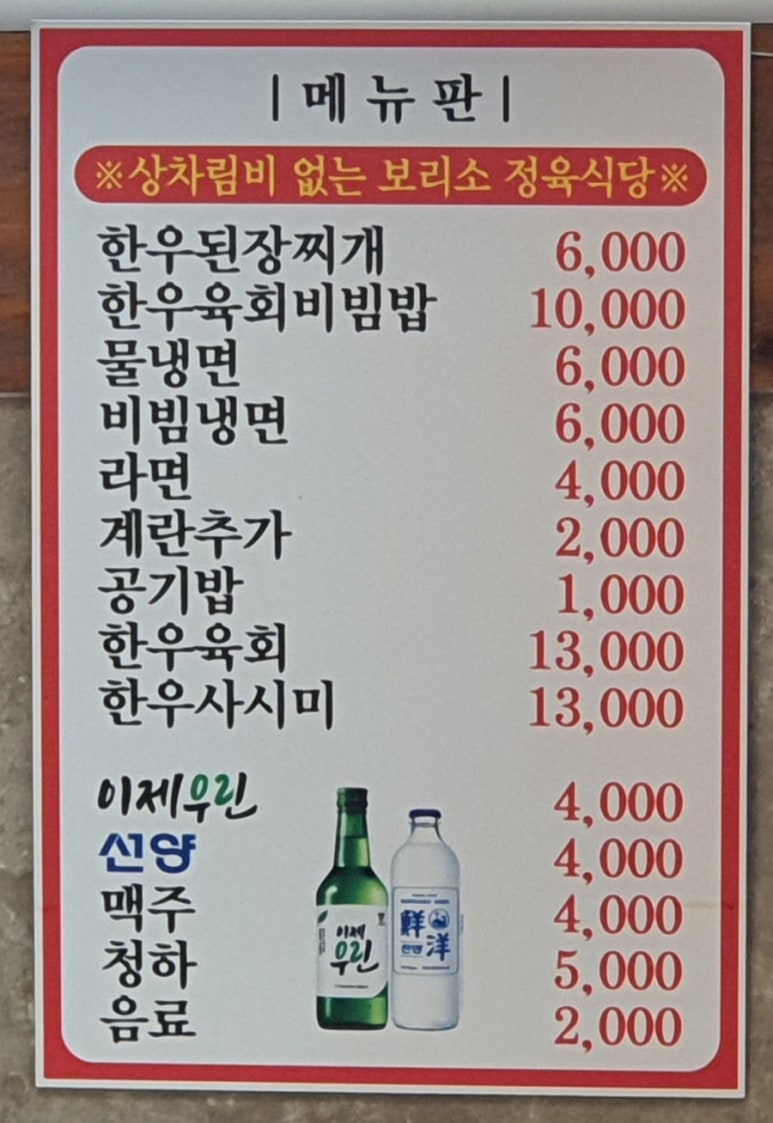 | 메뉴판 |
※상차림비 없는 보리소 정육식당※
한우된장찌개 6,000
한우육회비빔밥 10,000
물냉면 6,000
비빔냉면 6,000
라면 4,000
계란추가 2,000
공기밥 1,000
한우육회 13,000
한우사시미 13,000
이제우린 4,000
선양 4,000
맥주 4,000
청하 5,000
음료 2,000
이제
우린
鮮
洋
선양